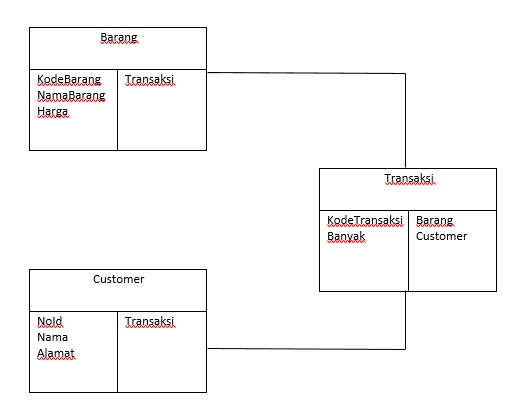 Barang
KodeBarang
NamaBarang
Harga
Transaksi
Transaksi
KodeTransaksi
Banyak
Barang
Customer
Customer
NoId
Nama
Alamat
Transaksi